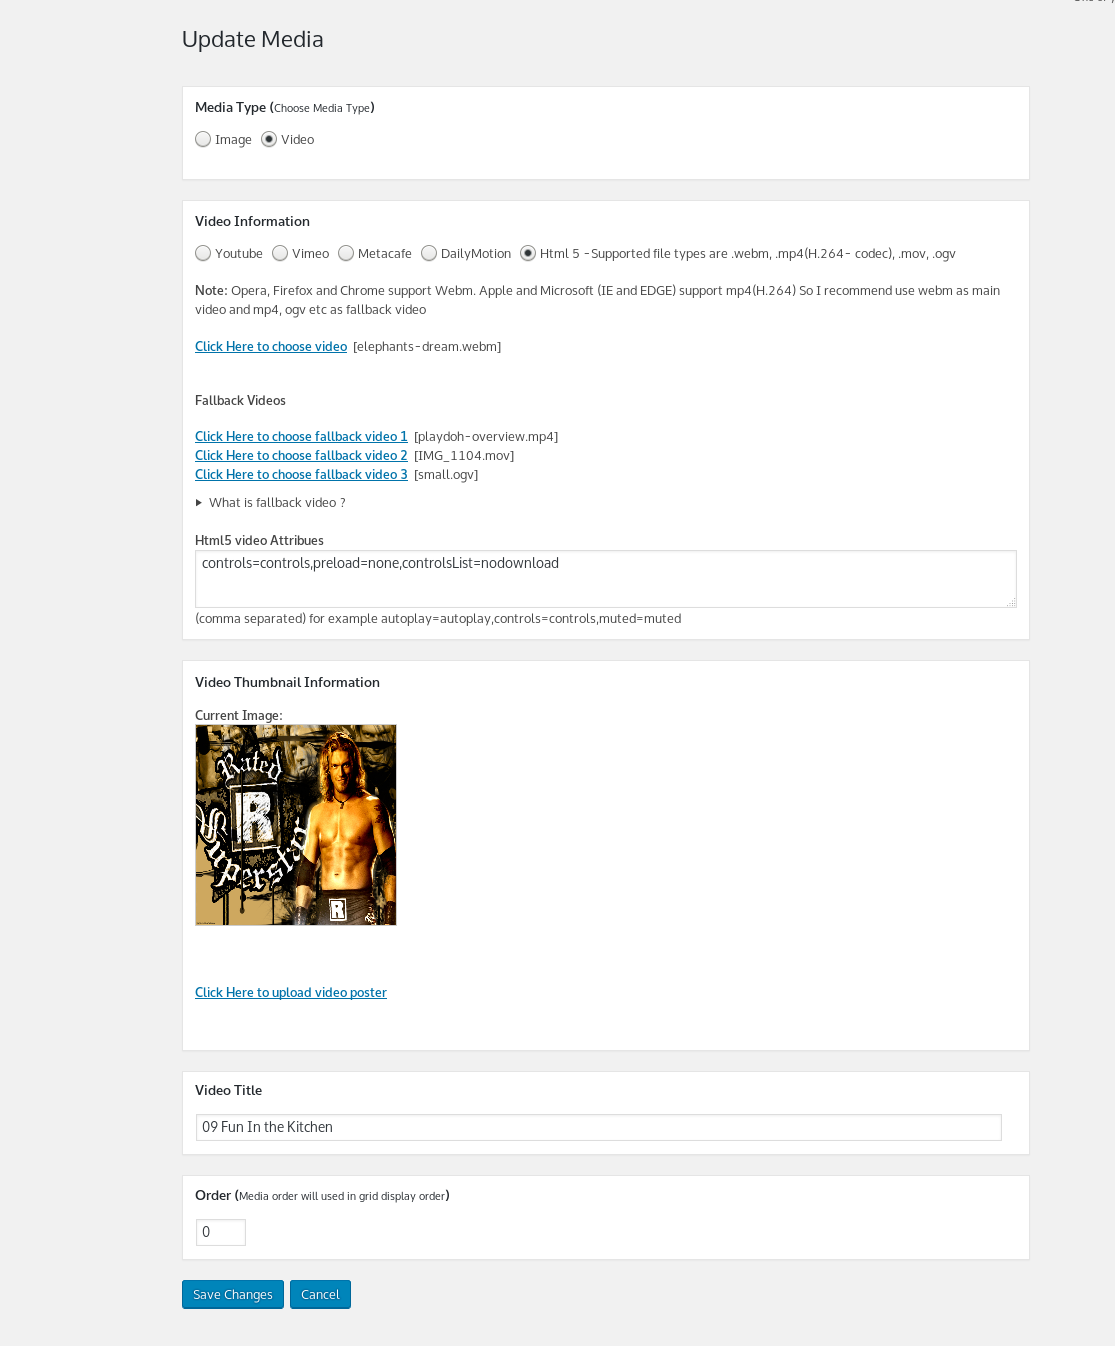 Update Media
Media Type (Choose Media Type)
Image Video
Video Information
Youtube Vimeo Metacafe DailyMotion Html 5 -Supported file types are .webm, .mp4(H.264- codec), .mov, .ogv
Note: Opera, Firefox and Chrome support Webm. Apple and Microsoft (IE and EDGE) support mp4(H.264) So I recommend use webm as main
video and mp4, ogv etc as fallback video
Click Here to choose video [elephants-dream.webm]
Fallback Videos
Click Here to choose fallback video 1 [playdoh-overview.mp4]
Click Here to choose fallback video 2 [IMG_1104.mov]
Click Here to choose fallback video 3 [small.ogv]
What is fallback video ?
Html5 video Attribues
controls=controls,preload=none,controlsList=nodownload
(comma separated) for example autoplay=autoplay,controls=controls,muted=muted
Video Thumbnail Information
Current Image:
Rated
R
Superstar
R
Click Here to upload video poster
Video Title
09 Fun In the Kitchen
Order (Media order will used in grid display order)
0
Save Changes Cancel